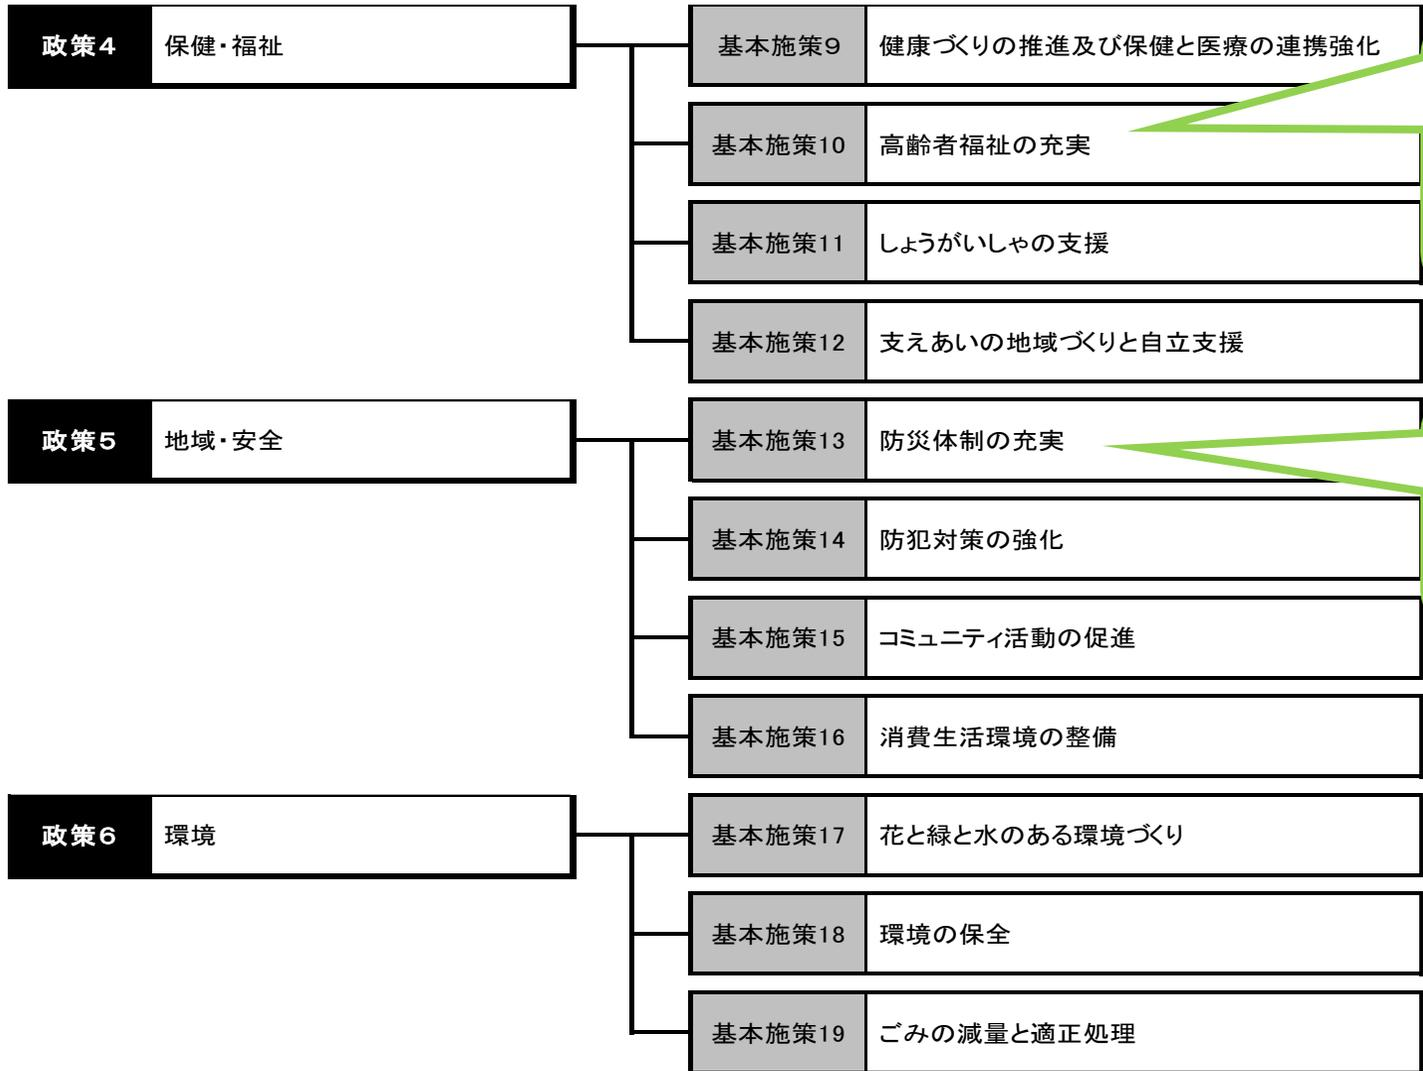 政策4 保健・福祉
基本施策9 健康づくりの推進及び保健と医療の連携強化
基本施策10 高齢者福祉の充実
基本施策11 しょうがいしゃの支援
基本施策12 支えあいの地域づくりと自立支援
政策5 地域・安全
基本施策13 防災体制の充実
基本施策14 防犯対策の強化
基本施策15 コミュニティ活動の促進
基本施策16 消費生活環境の整備
政策6 環境
基本施策17 花と緑と水のある環境づくり
基本施策18 環境の保全
基本施策19 ごみの減量と適正処理